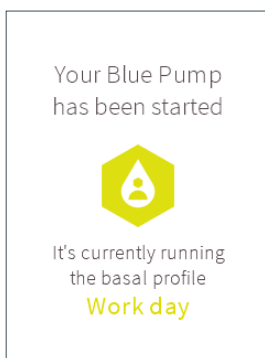 Your Blue Pump
has been started
It's currently running
the basal profile
Work day